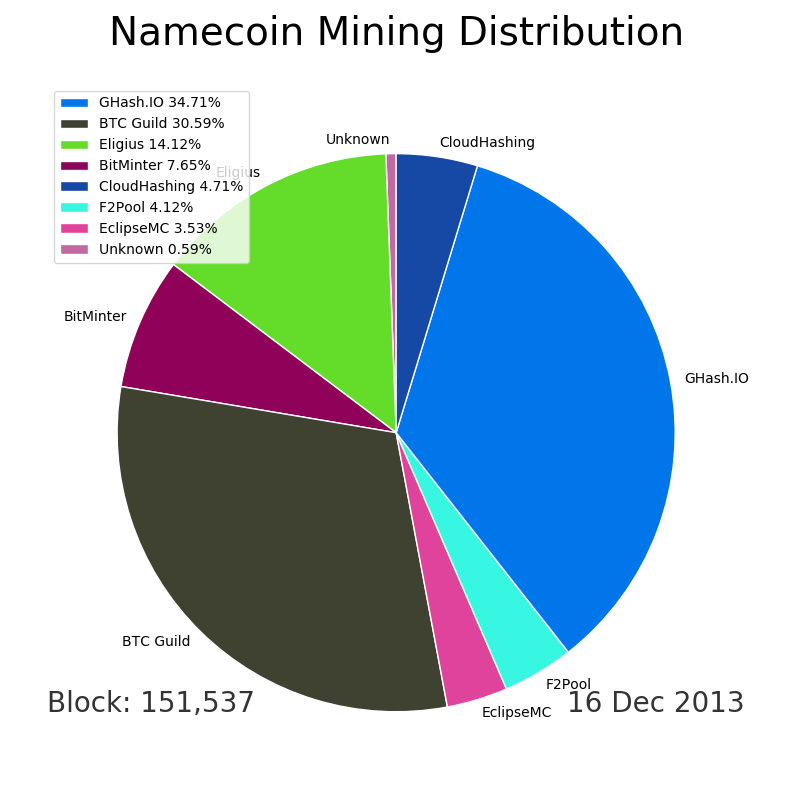 Namecoin Mining Distribution
GHash.IO 34.71%
BTC Guild 30.59%
Eligius 14.12%
BitMinter 7.65%
CloudHashing 4.71%
F2Pool 4.12%
EclipseMC 3.53%
Unknown 0.59%
Unknown
CloudHashing
Eligius
BitMinter
GHash.IO
BTC Guild
F2Pool
EclipseMC
Block: 151,537
16 Dec 2013